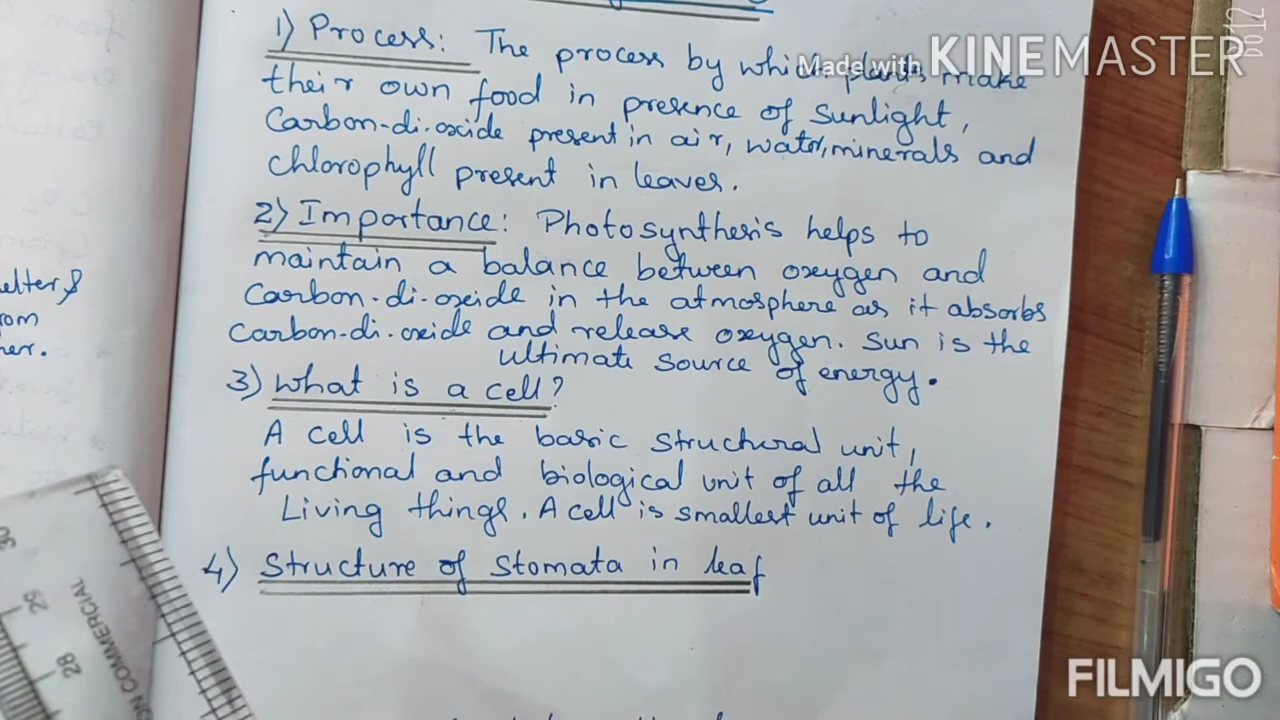 1) Process: The process by which plants make
their own food in presence of Sunlight,
Carbon-di-oxide present in air, water, minerals and
Chlorophyll present in leaves.
2) Importance: Photosynthesis helps to
maintain a balance between oxygen and
Carbon-di-oxide in the atmosphere as it absorbs
Carbon-di-oxide and release oxygen. Sun is the
ultimate source of energy.
3) What is a cell?
A cell is the basic structural unit,
functional and biological unit of all the
Living things. A cell is smallest unit of life.
4) Structure of Stomata in leaf
Made with KINEMASTER
30
29
28
COMMERCIAL
FILMIGO